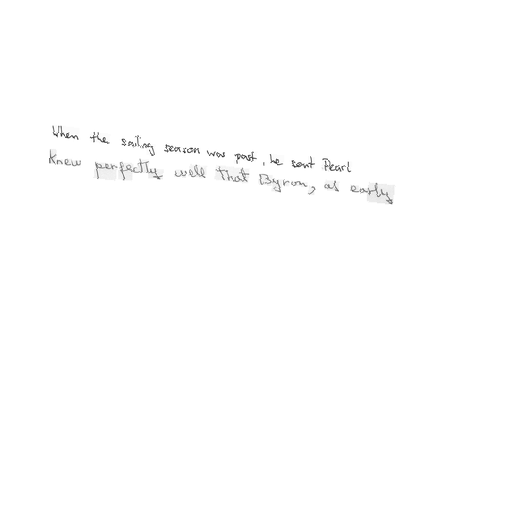 When the sailing season was past, he sent Pearl
Knew perfectly well that Byron, as early